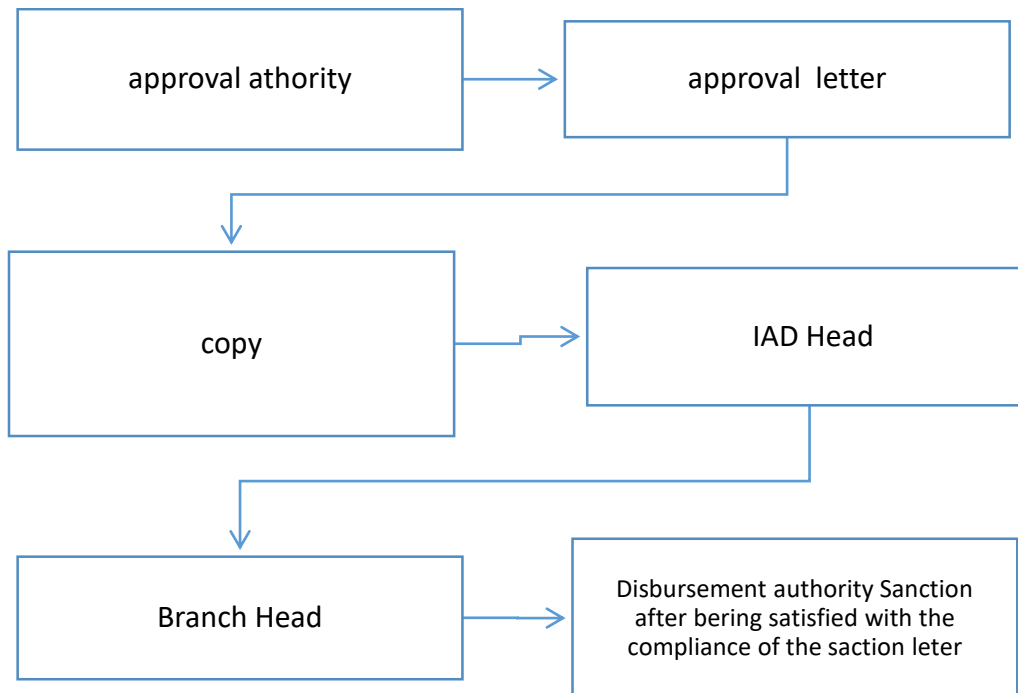 approval athority
approval  letter
copy
IAD Head
Branch Head
Disbursement authority Sanction
after bering satisfied with the
compliance of the saction leter